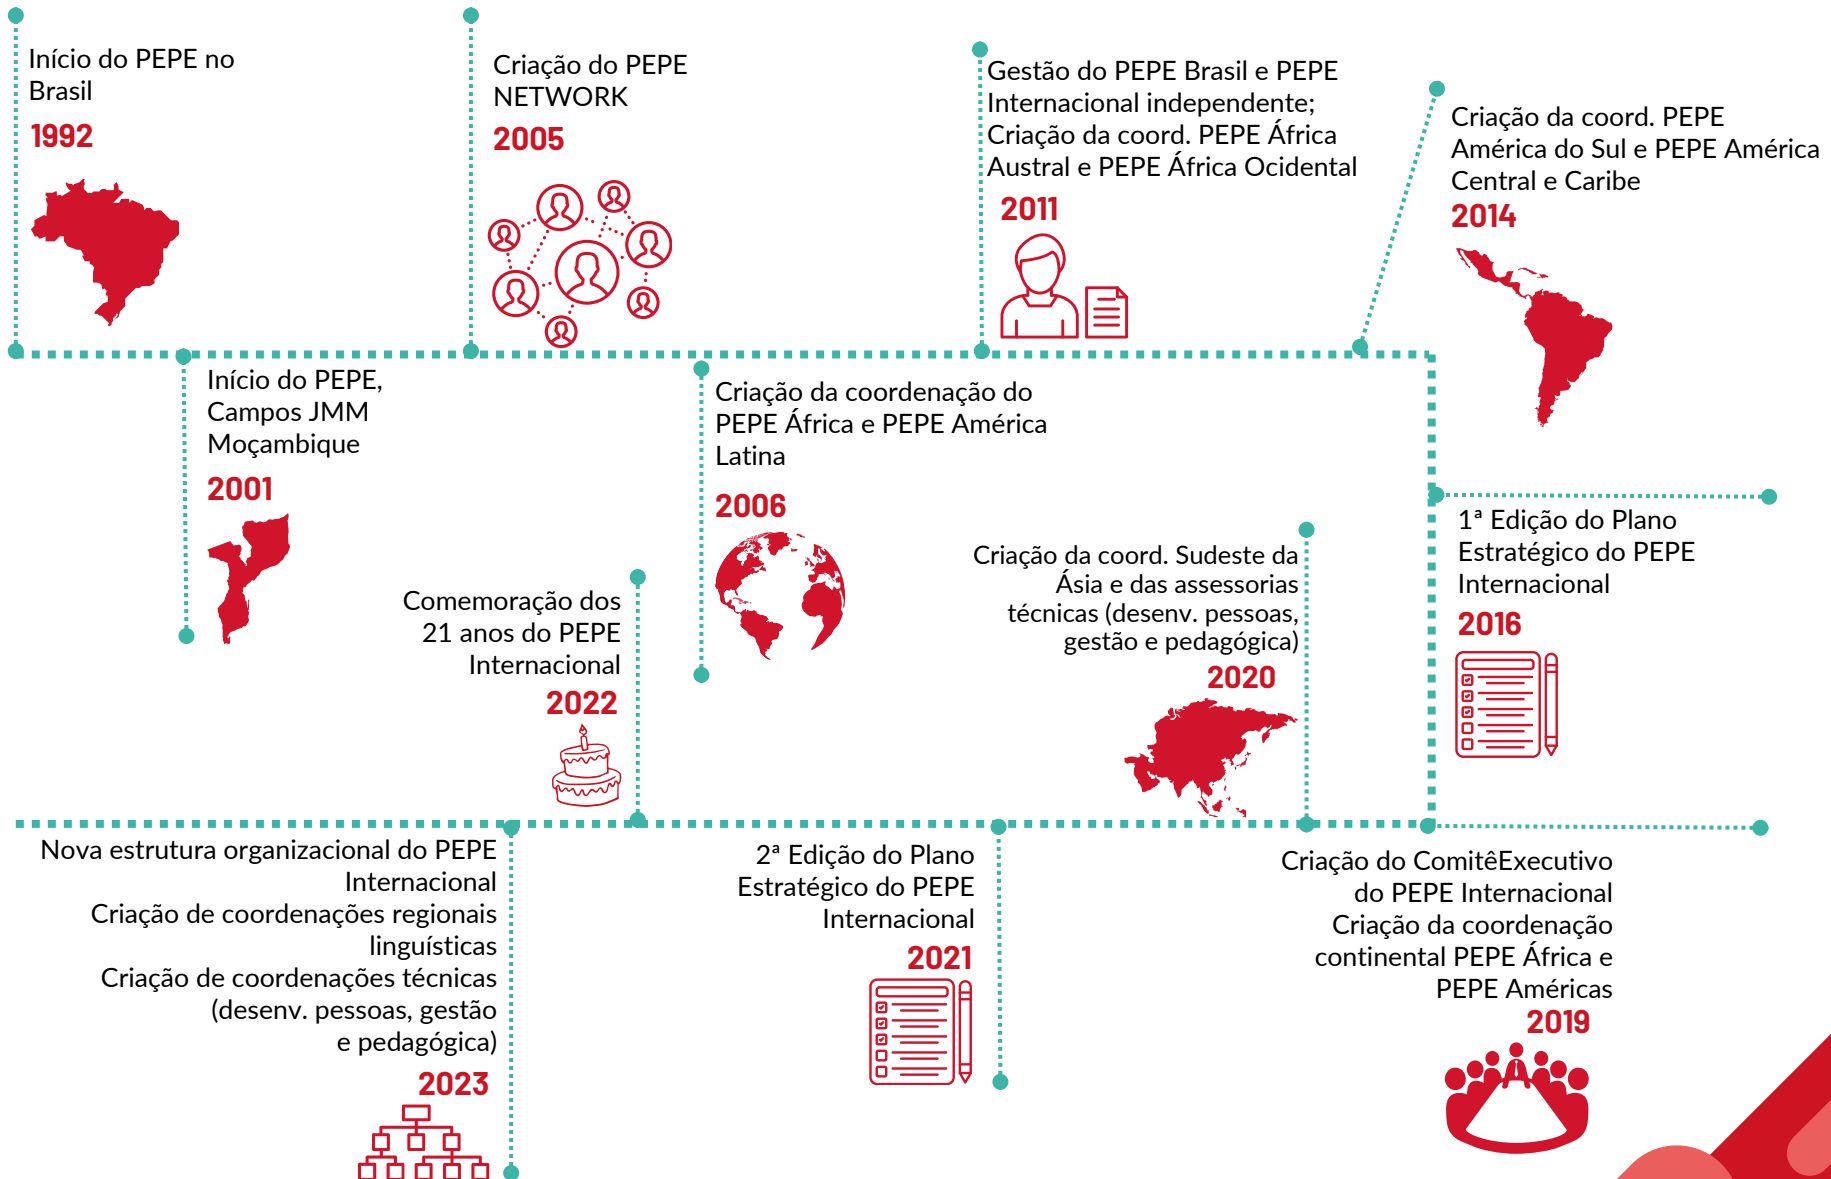 Início do PEPE no
Brasil
1992
Início do PEPE,
Campos JMM
Moçambique
2001
Criação do PEPE
NETWORK
2005
Criação da coordenação do
PEPE África e PEPE América
Latina
2006
Gestão do PEPE Brasil e PEPE
Internacional independente;
Criação da coord. PEPE África
Austral e PEPE África Ocidental
2011
Criação da coord. PEPE
América do Sul e PEPE América
Central e Caribe
2014
1ª Edição do Plano
Estratégico do PEPE
Internacional
2016
Criação do ComitêExecutivo
do PEPE Internacional
Criação da coordenação
continental PEPE África e
PEPE Américas
2019
Criação da coord. Sudeste da
Ásia e das assessorias
técnicas (desenv. pessoas,
gestão e pedagógica)
2020
2ª Edição do Plano
Estratégico do PEPE
Internacional
2021
Comemoração dos
21 anos do PEPE
Internacional
2022
Nova estrutura organizacional do PEPE
Internacional
Criação de coordenações regionais
linguísticas
Criação de coordenações técnicas
(desenv. pessoas, gestão
e pedagógica)
2023